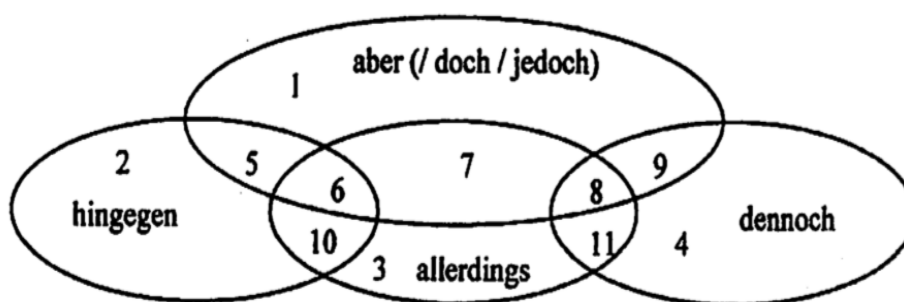 aber (/ doch / jedoch)
1
2 5 6 7 8 9
hingegen dennoch
10 3 allerdings 11 4